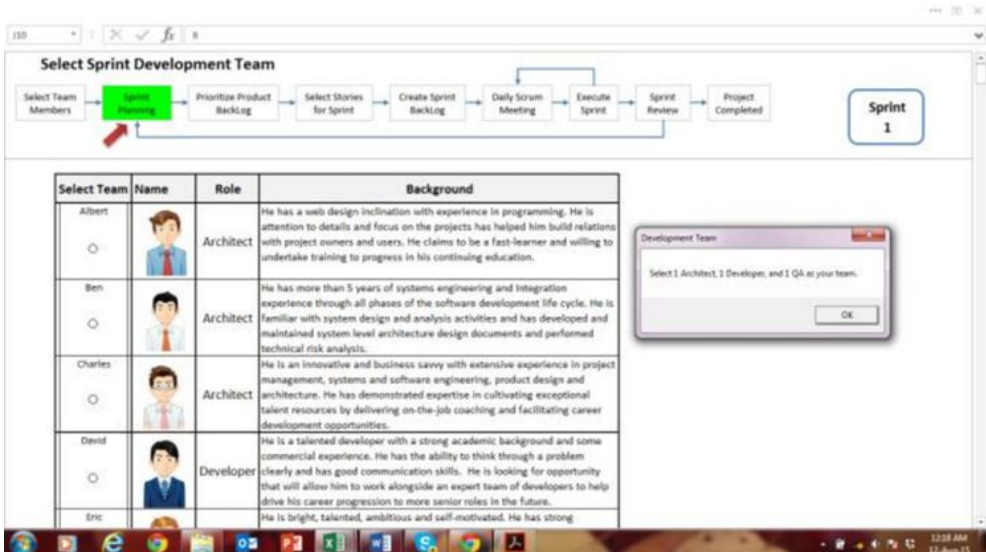 J10
fx
6
Select Sprint Development Team
Select Team
Members
Sprint
Planning
Prioritize Product
BackLog
Select Stories
for Sprint
Create Sprint
BackLog
Daily Scrum
Meeting
Execute
Sprint
Sprint
Review
Project
Completed
Sprint
1
Select Team Name Role Background
Albert
Architect
He has a web design inclination with experience in programming. He is
attention to details and focus on the projects has helped him build relations
with project owners and users. He claims to be a fast-learner and willing to
undertake training to progress in his continuing education.
Ben
Architect
He has more than 5 years of systems engineering and Integration
experience through all phases of the software development life cycle. He is
familiar with system design and analysis activities and has developed and
maintained system level architecture design documents and performed
technical risk analysis.
Charles
Architect
He is an innovative and business savvy with extensive experience in project
management, systems and software engineering, product design and
architecture. He has demonstrated expertise in cultivating exceptional
talent resources by delivering on-the-job coaching and facilitating career
development opportunities.
David
Developer
He is a talented developer with a strong academic background and some
commercial experience. He has the ability to think through a problem
clearly and has good communication skills. He is looking for opportunity
that will allow him to work alongside an expert team of developers to help
drive his career progression to more senior roles in the future.
Eric
He is bright, talented, ambitious and self-motivated. He has strong
Development Team
Select 1 Architect, 1 Developer, and 1 QA as your team.
OK
12:18 AM
12-Aug-15